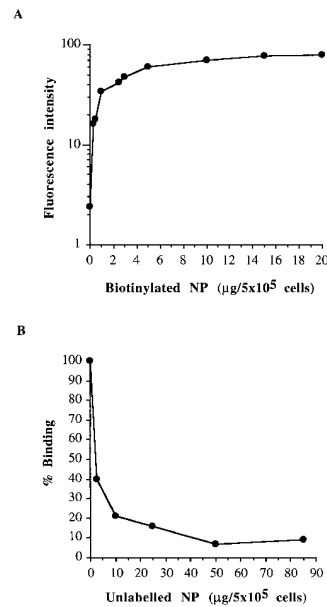 A
Fluorescence intensity
100
10
1
0 2 4 6 8 10 12 14 16 18 20
Biotinylated NP (µg/5x10⁵ cells)
B
% Binding
100
90
80
70
60
50
40
30
20
10
0
0 10 20 30 40 50 60 70 80 90
Unlabelled NP (µg/5x10⁵ cells)